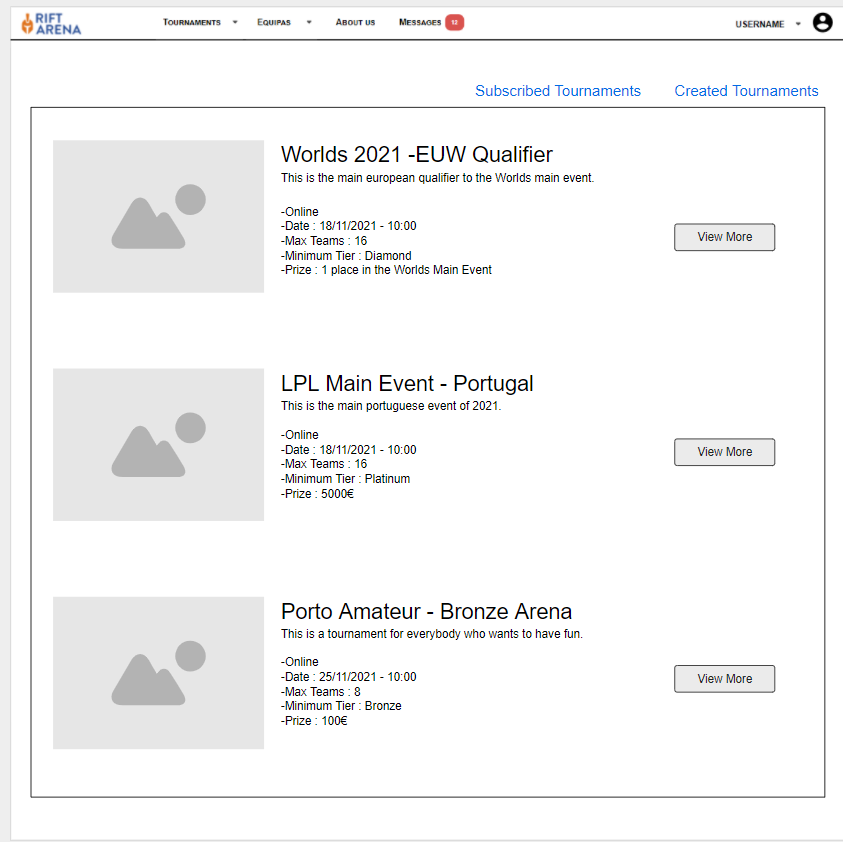 RIFT
ARENA
TOURNAMENTS
EQUIPAS
ABOUT US
MESSAGES 12
USERNAME
Subscribed Tournaments
Created Tournaments
Worlds 2021 -EUW Qualifier
This is the main european qualifier to the Worlds main event.
-Online
-Date : 18/11/2021 - 10:00
-Max Teams : 16
-Minimum Tier : Diamond
-Prize : 1 place in the Worlds Main Event
View More
LPL Main Event - Portugal
This is the main portuguese event of 2021.
-Online
-Date : 18/11/2021 - 10:00
-Max Teams : 16
-Minimum Tier : Platinum
-Prize : 5000€
View More
Porto Amateur - Bronze Arena
This is a tournament for everybody who wants to have fun.
-Online
-Date : 25/11/2021 - 10:00
-Max Teams : 8
-Minimum Tier : Bronze
-Prize : 100€
View More